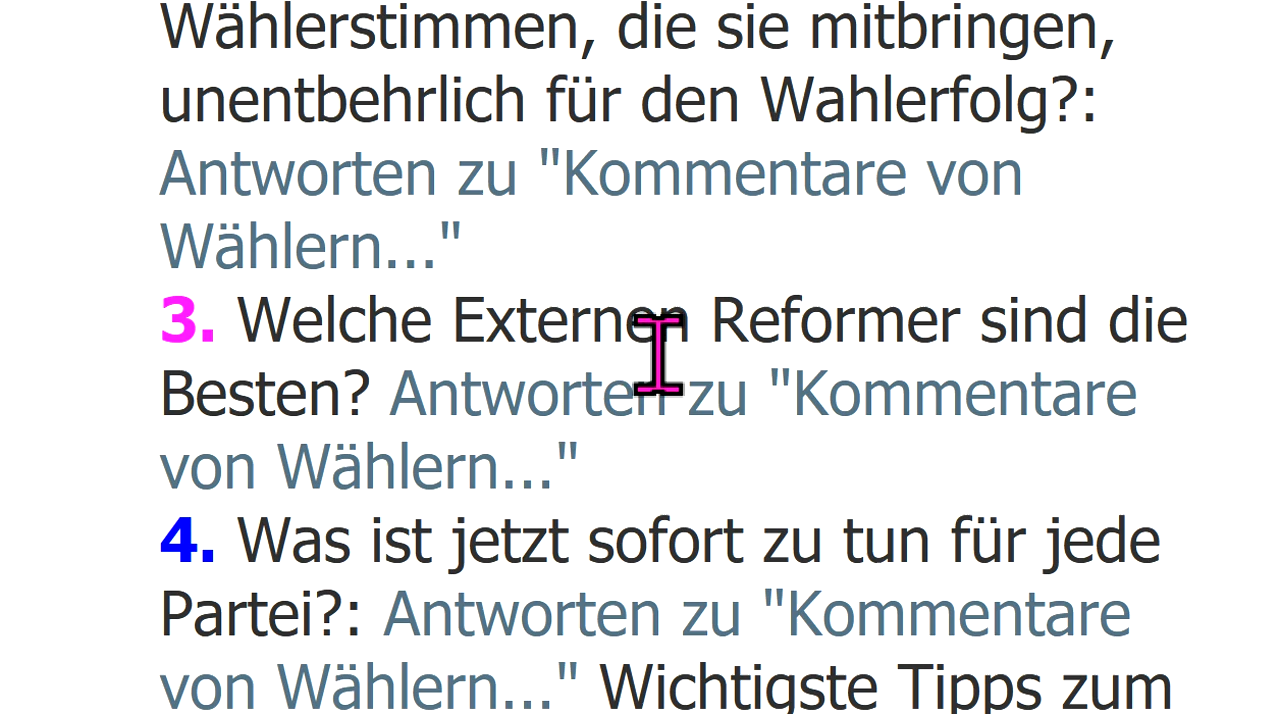 Wählerstimmen, die sie mitbringen,
unentbehrlich für den Wahlerfolg?:
Antworten zu "Kommentare von
Wählern..."
3. Welche Externen Reformer sind die
Besten? Antworten zu "Kommentare
von Wählern..."
4. Was ist jetzt sofort zu tun für jede
Partei?: Antworten zu "Kommentare
von Wählern..." Wichtigste Tipps zum